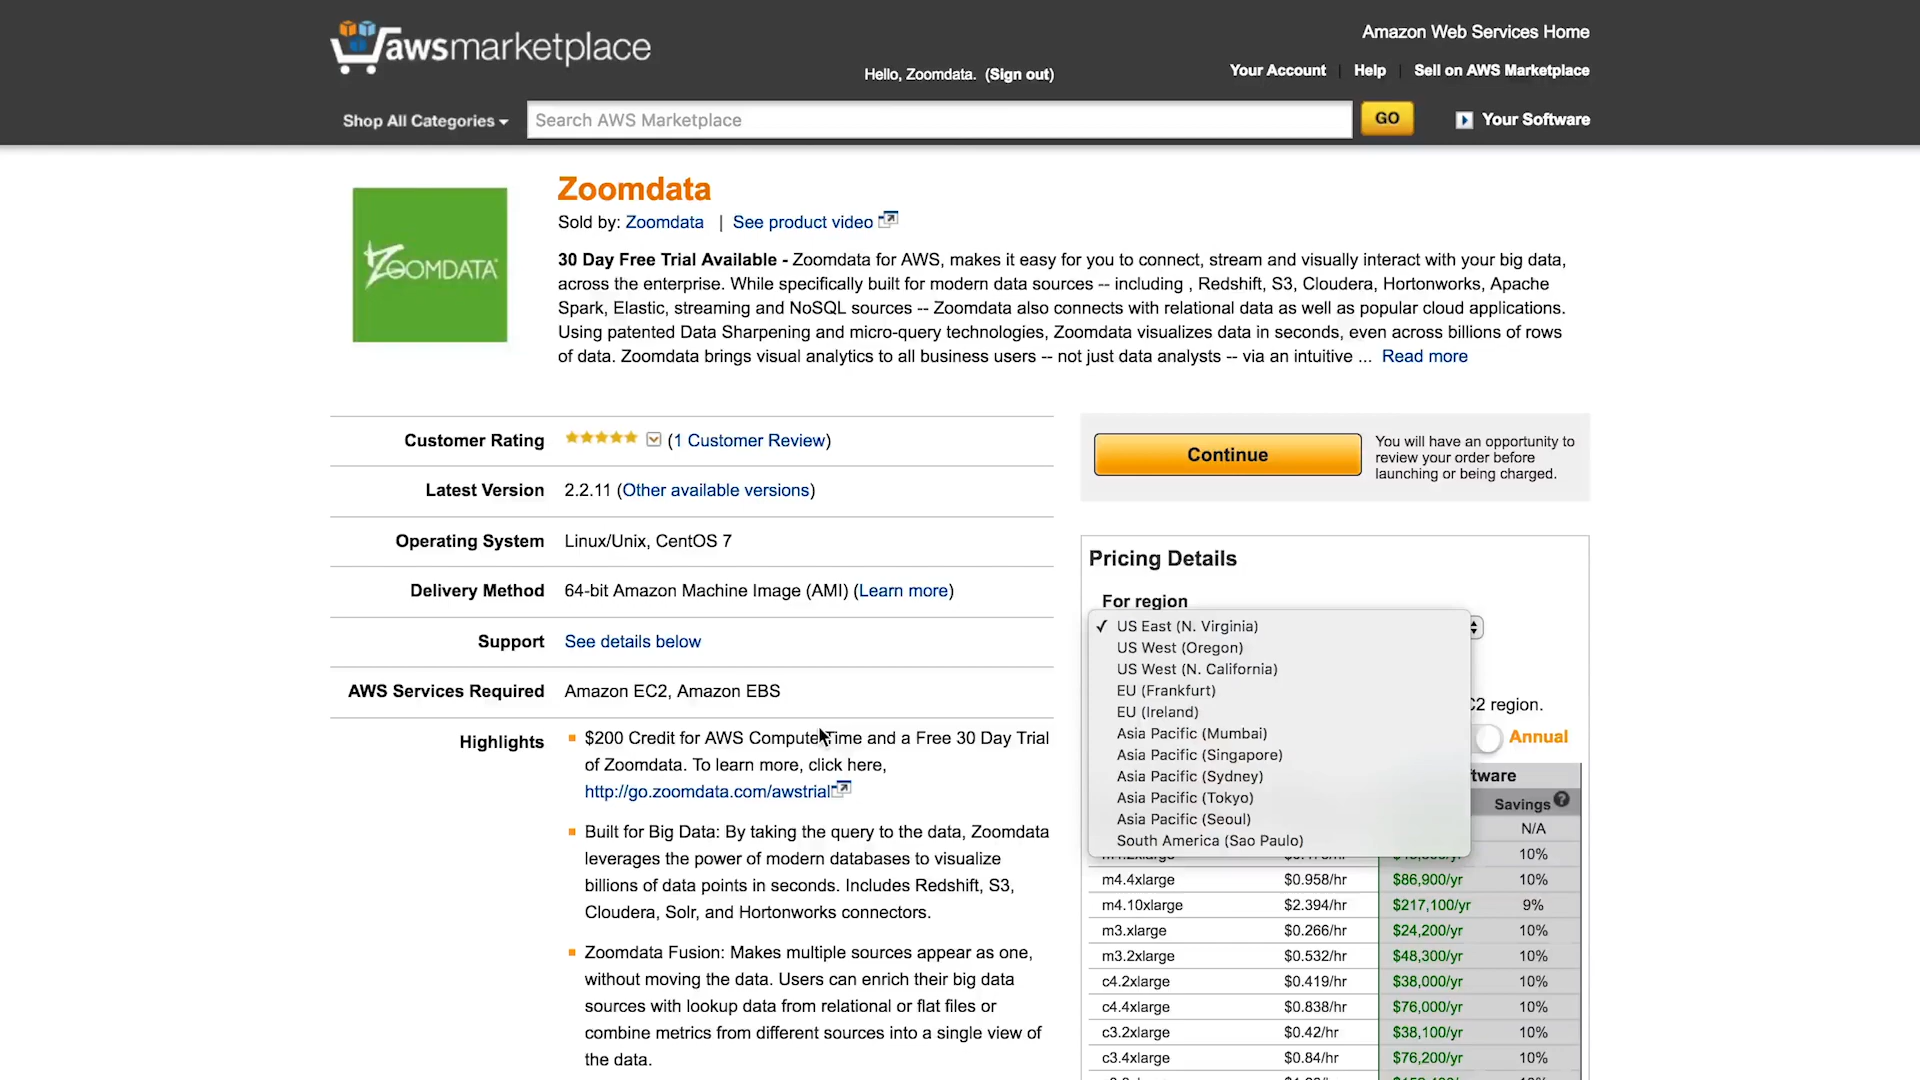 awsmarketplace
Amazon Web Services Home
Hello, Zoomdata. (Sign out)
Your Account | Help | Sell on AWS Marketplace
Shop All Categories
Search AWS Marketplace
GO
Your Software
ZOOMDATA
Zoomdata
Sold by: Zoomdata | See product video
30 Day Free Trial Available - Zoomdata for AWS, makes it easy for you to connect, stream and visually interact with your big data,
across the enterprise. While specifically built for modern data sources -- including , Redshift, S3, Cloudera, Hortonworks, Apache
Spark, Elastic, streaming and NoSQL sources -- Zoomdata also connects with relational data as well as popular cloud applications.
Using patented Data Sharpening and micro-query technologies, Zoomdata visualizes data in seconds, even across billions of rows
of data. Zoomdata brings visual analytics to all business users -- not just data analysts -- via an intuitive ... Read more
Customer Rating (1 Customer Review)
Latest Version 2.2.11 (Other available versions)
Operating System Linux/Unix, CentOS 7
Delivery Method 64-bit Amazon Machine Image (AMI) (Learn more)
Support See details below
AWS Services Required Amazon EC2, Amazon EBS
Highlights
$200 Credit for AWS Compute Time and a Free 30 Day Trial
of Zoomdata. To learn more, click here,
http://go.zoomdata.com/awstrial
Built for Big Data: By taking the query to the data, Zoomdata
leverages the power of modern databases to visualize
billions of data points in seconds. Includes Redshift, S3,
Cloudera, Solr, and Hortonworks connectors.
Zoomdata Fusion: Makes multiple sources appear as one,
without moving the data. Users can enrich their big data
sources with lookup data from relational or flat files or
combine metrics from different sources into a single view of
the data.
Continue
You will have an opportunity to
review your order before
launching or being charged.
Pricing Details
For region
✓ US East (N. Virginia)
US West (Oregon)
US West (N. California)
EU (Frankfurt)
EU (Ireland)
Asia Pacific (Mumbai)
Asia Pacific (Singapore)
Asia Pacific (Sydney)
Asia Pacific (Tokyo)
Asia Pacific (Seoul)
South America (Sao Paulo)
region.
Annual
Savings
N/A
10%
m4.4xlarge $0.958/hr $86,900/yr 10%
m4.10xlarge $2.394/hr $217,100/yr 9%
m3.xlarge $0.266/hr $24,200/yr 10%
m3.2xlarge $0.532/hr $48,300/yr 10%
c4.2xlarge $0.419/hr $38,000/yr 10%
c4.4xlarge $0.838/hr $76,000/yr 10%
c3.2xlarge $0.42/hr $38,100/yr 10%
c3.4xlarge $0.84/hr $76,200/yr 10%